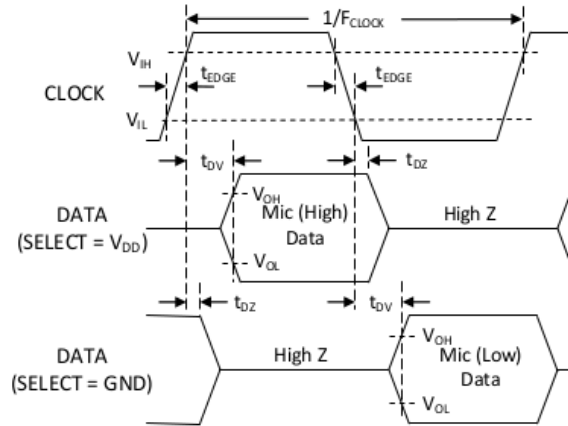 1/FCLOCK
VIH
tEDGE
tEDGE
CLOCK
VIL
tDV
tDZ
VOH
DATA
Mic (High)
High Z
(SELECT = VDD)
Data
VOL
tDZ
tDV
VOH
DATA
High Z
Mic (Low)
(SELECT = GND)
Data
VOL